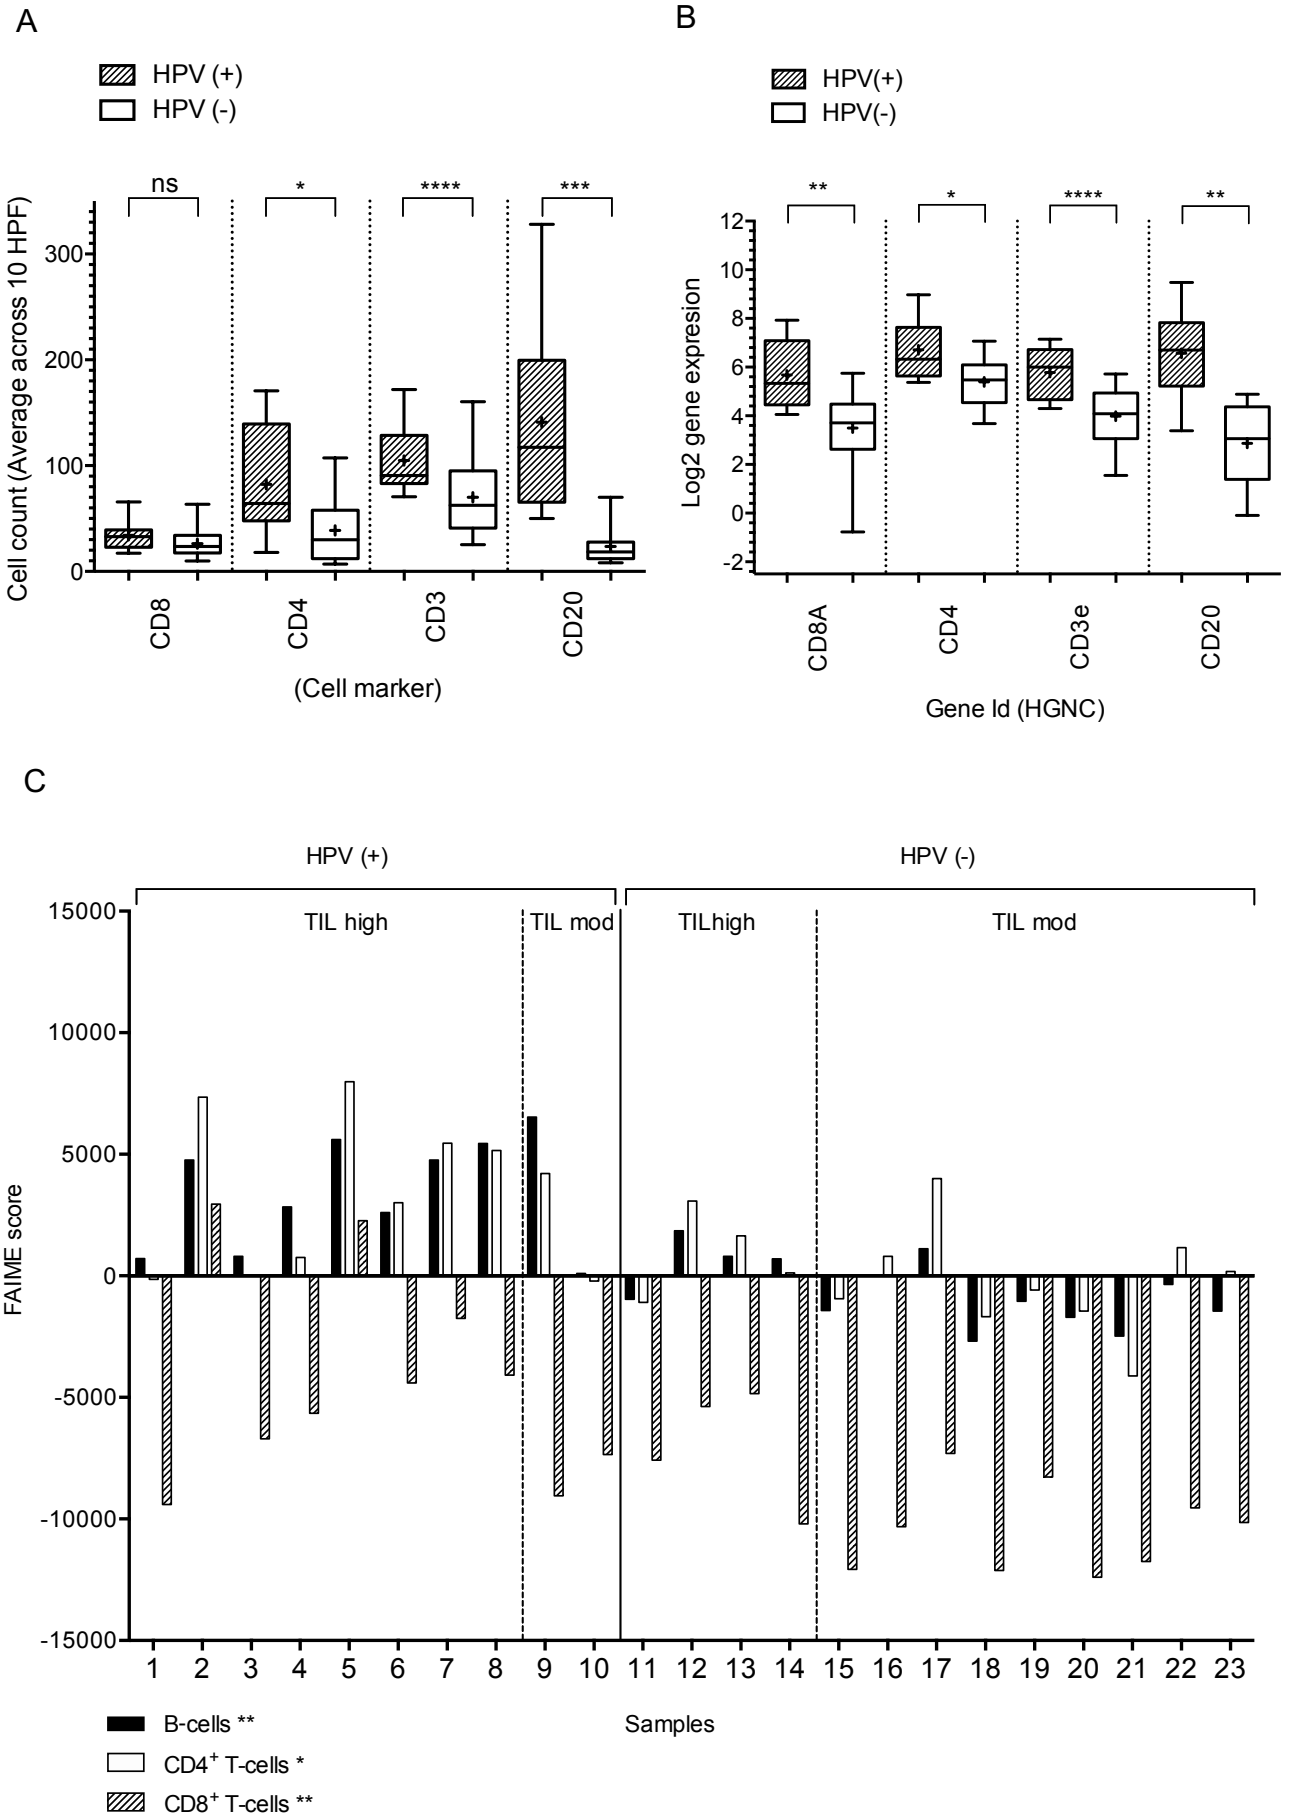 A
HPV (+)
HPV (-)
ns
*
****
***
Cell count (Average across 10 HPF)
300
200
100
0
CD8
CD4
CD3
CD20
(Cell marker)
B
HPV(+)
HPV(-)
**
*
****
**
Log2 gene expresion
12
10
8
6
4
2
0
-2
CD8A
CD4
CD3e
CD20
Gene Id (HGNC)
C
HPV (+)
HPV (-)
TIL high
TIL mod
TILhigh
TIL mod
FAIME score
15000
10000
5000
0
-5000
-10000
-15000
1 2 3 4 5 6 7 8 9 10 11 12 13 14 15 16 17 18 19 20 21 22 23
Samples
B-cells **
CD4+ T-cells *
CD8+ T-cells **